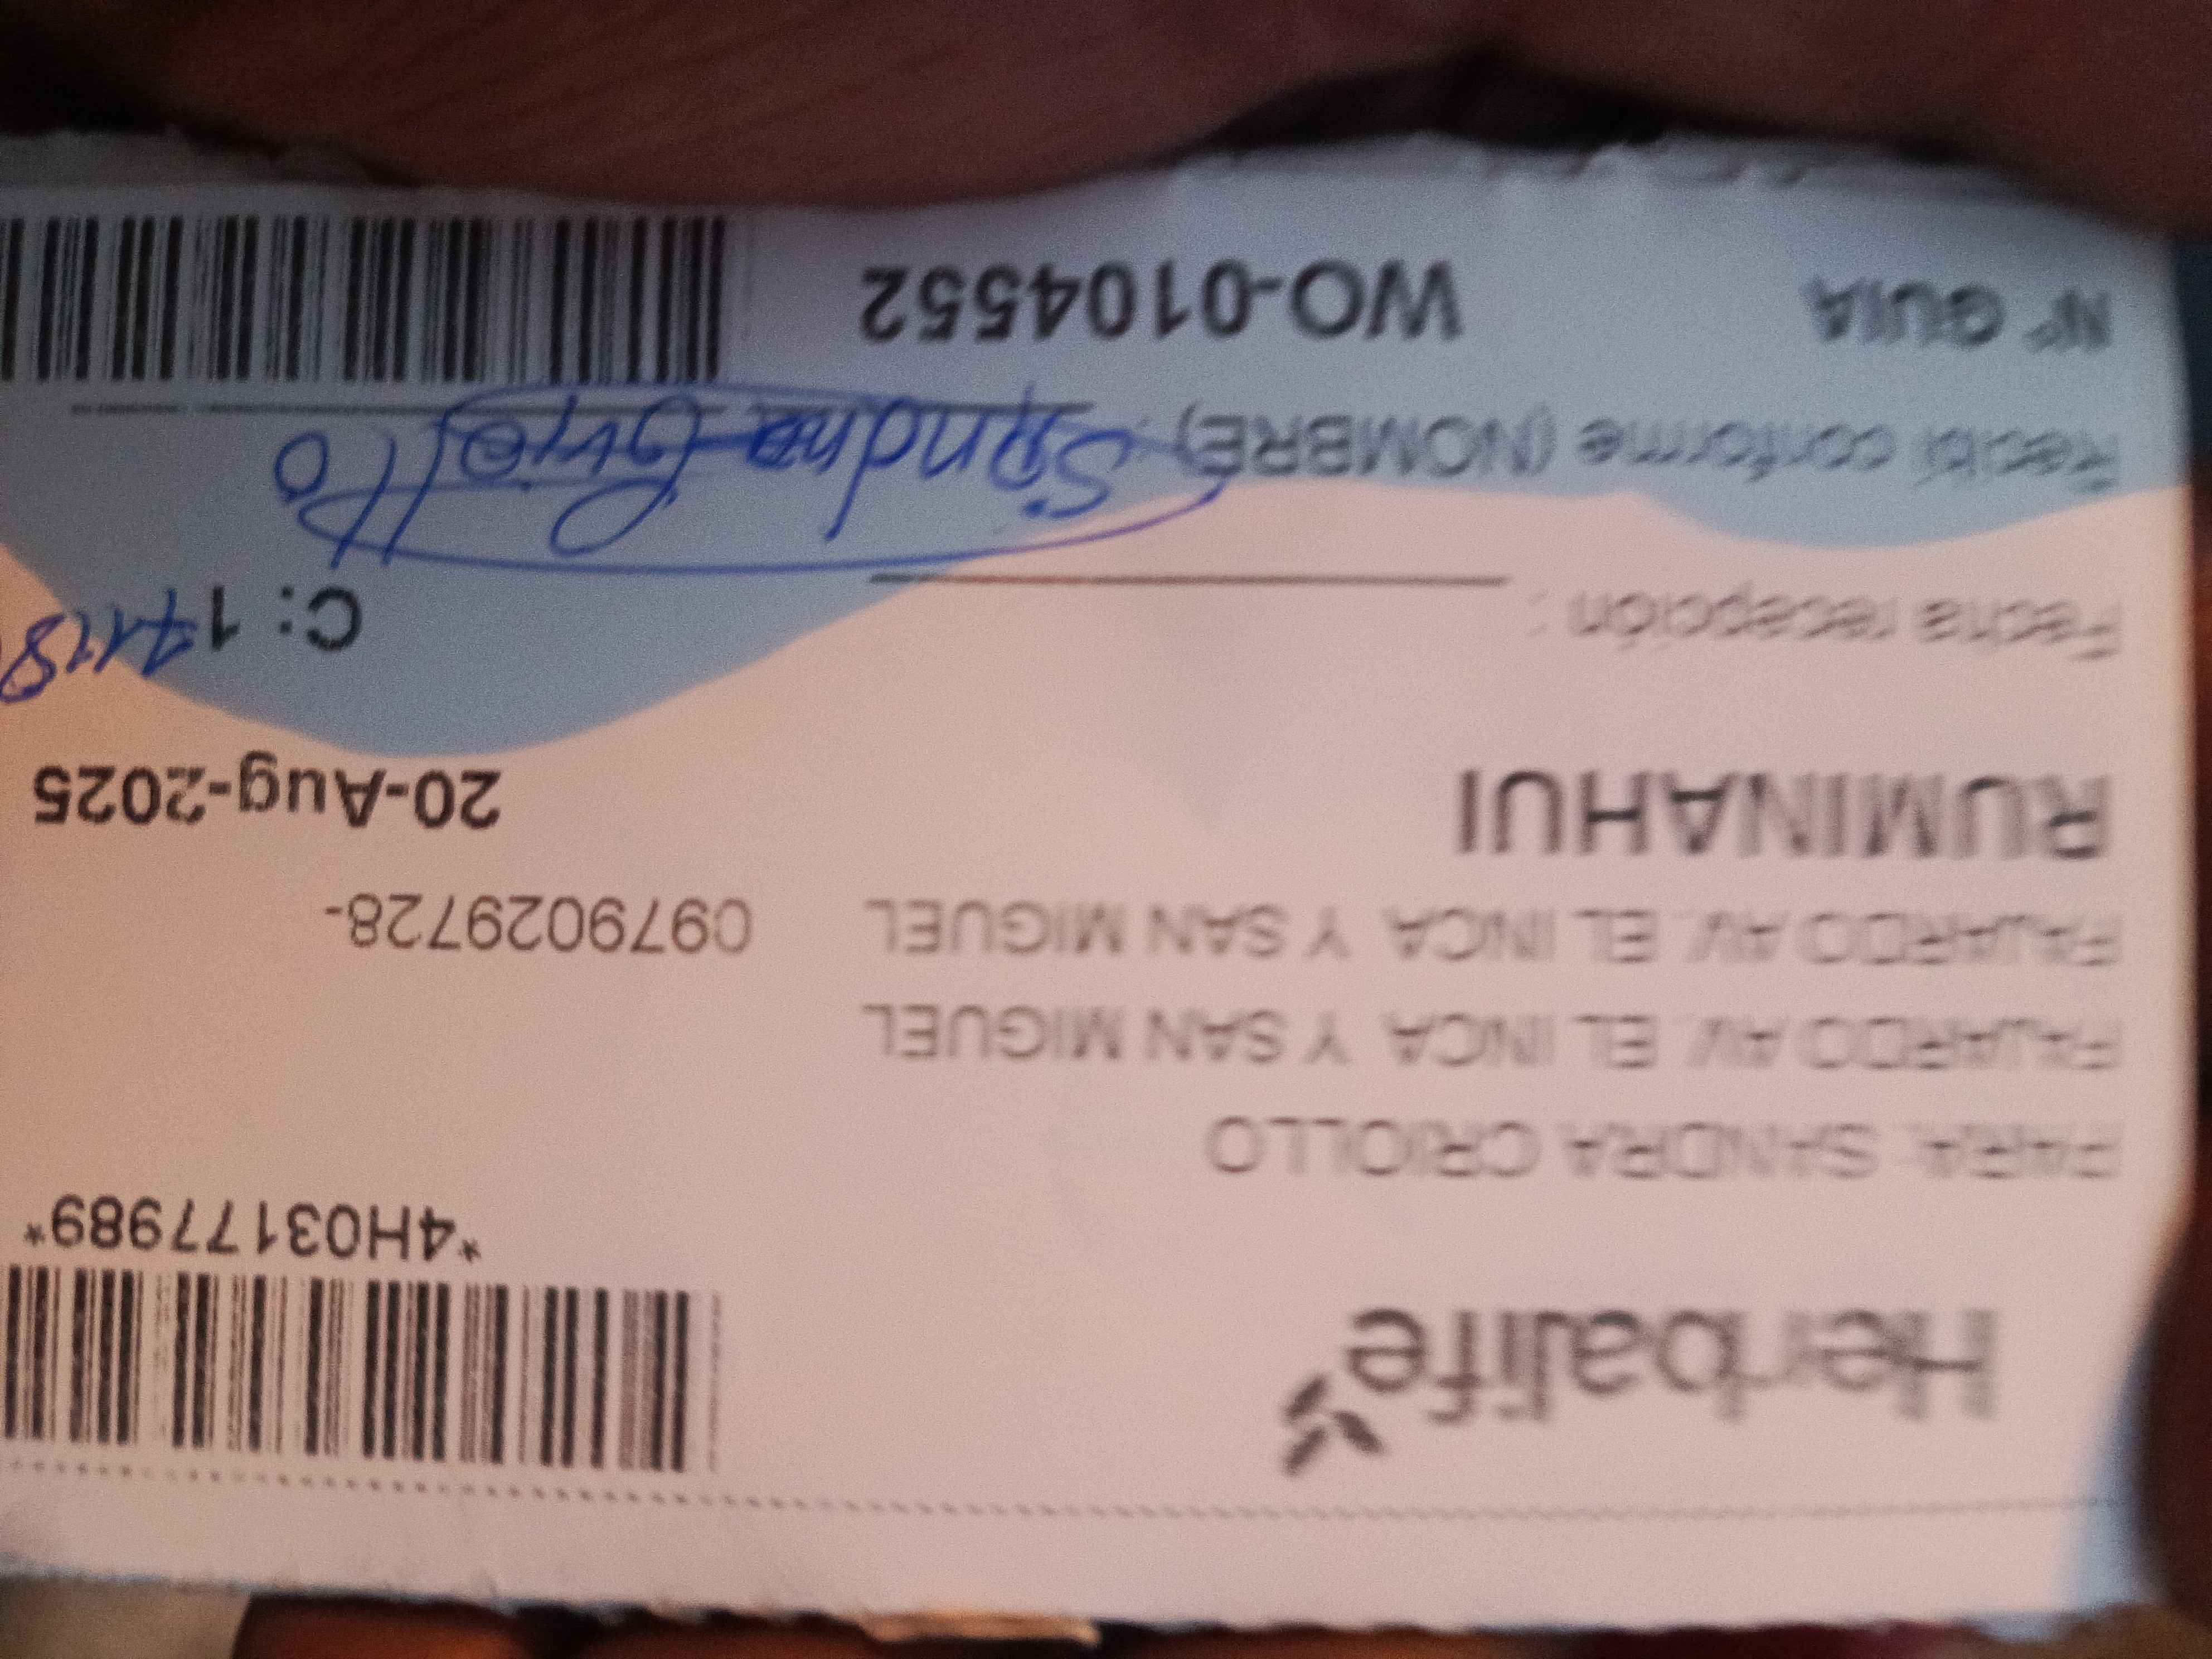 Herbalife
*4H03177989*
PARA: SANDRA CRIOLLO
FAJARDO AV. EL INCA Y SAN MIGUEL
FAJARDO AV. EL INCA Y SAN MIGUEL 0979029728-
RUMINAHUI 20-Aug-2025
Fecha recepción : C: 1 7118
Recibí conforme (NOMBRE) : Sandra Criollo
Nº GUIA WO-0104552